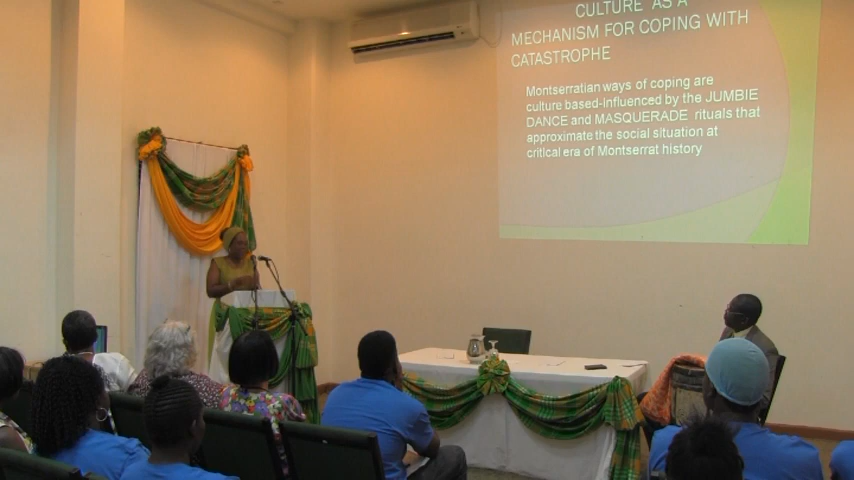 CULTURE AS A
MECHANISM FOR COPING WITH
CATASTROPHE
Montserratian ways of coping are
culture based-Influenced by the JUMBIE
DANCE and MASQUERADE rituals that
approximate the social situation at
critical era of Montserrat history